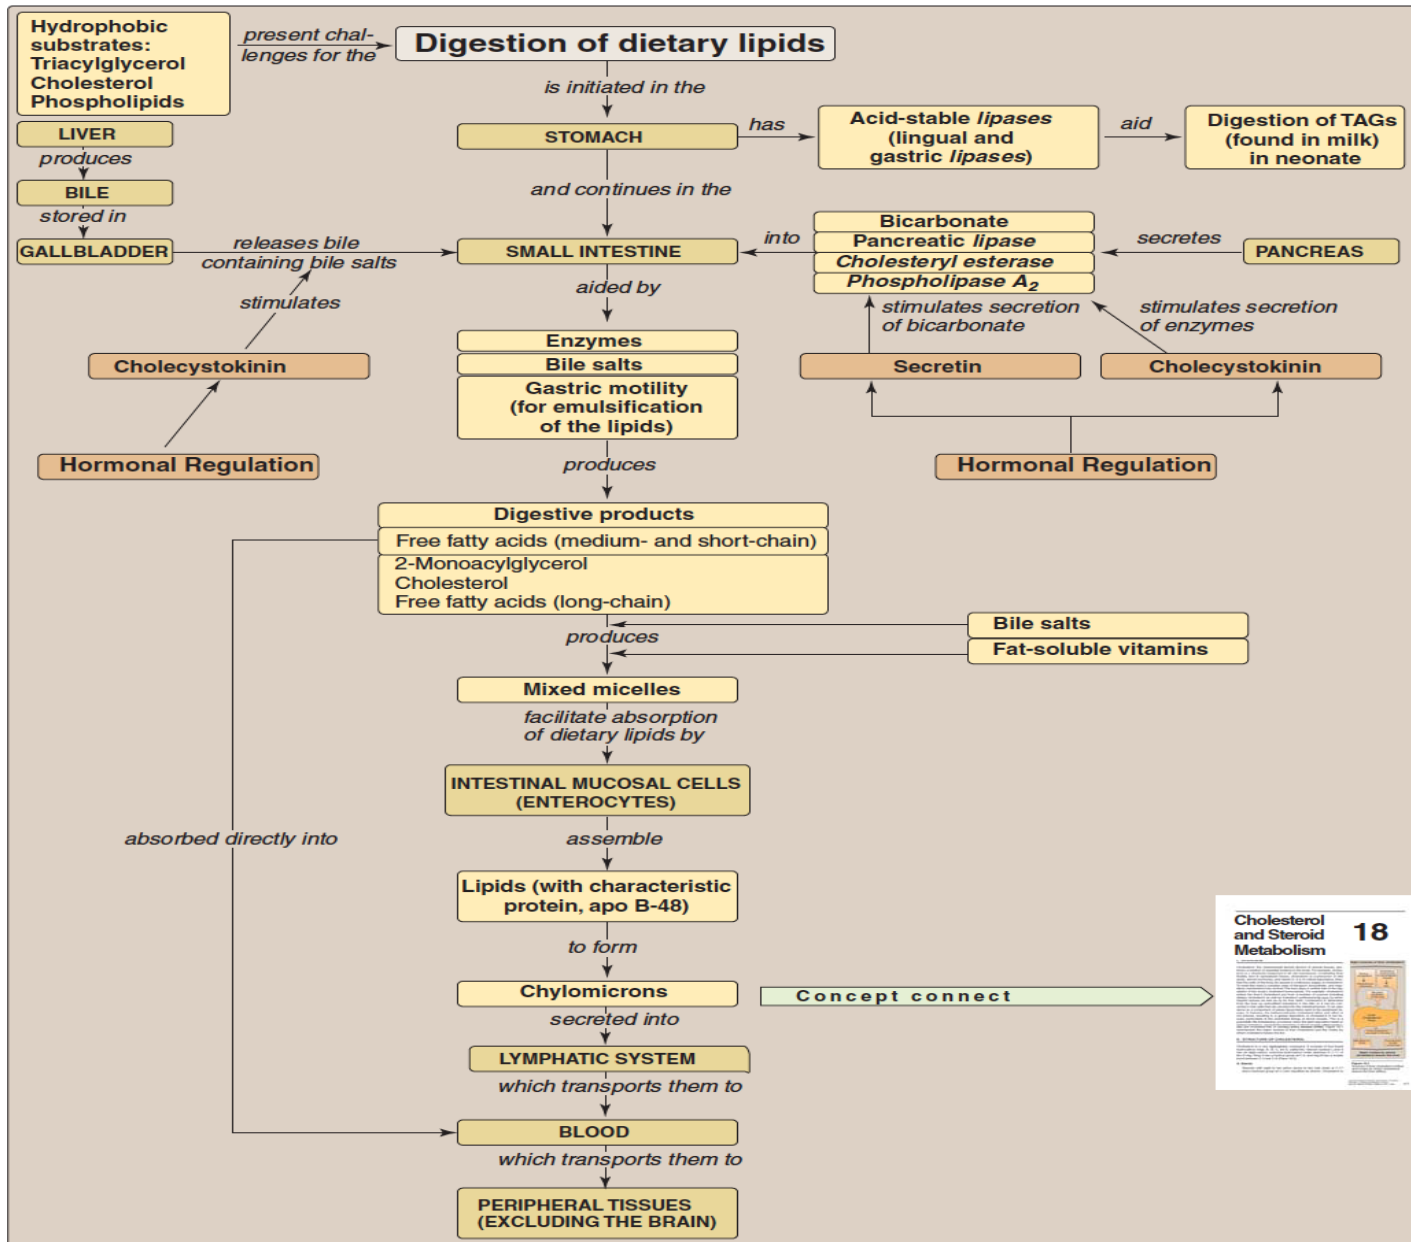 Hydrophobic
substrates:
Triacylglycerol
Cholesterol
Phospholipids
present chal-
lenges for the
Digestion of dietary lipids
is initiated in the
LIVER
produces
BILE
stored in
GALLBLADDER
releases bile
containing bile salts
stimulates
Cholecystokinin
Hormonal Regulation
STOMACH
has
Acid-stable lipases
(lingual and
gastric lipases)
aid
Digestion of TAGs
(found in milk)
in neonate
and continues in the
SMALL INTESTINE
into
Bicarbonate
Pancreatic lipase
Cholesteryl esterase
Phospholipase A2
secretes
PANCREAS
stimulates secretion
of bicarbonate
stimulates secretion
of enzymes
Secretin
Cholecystokinin
Hormonal Regulation
aided by
Enzymes
Bile salts
Gastric motility
(for emulsification
of the lipids)
produces
Digestive products
Free fatty acids (medium- and short-chain)
2-Monoacylglycerol
Cholesterol
Free fatty acids (long-chain)
produces
Bile salts
Fat-soluble vitamins
Mixed micelles
facilitate absorption
of dietary lipids by
INTESTINAL MUCOSAL CELLS
(ENTEROCYTES)
absorbed directly into
assemble
Lipids (with characteristic
protein, apo B-48)
to form
Chylomicrons
Concept connect
Cholesterol
and Steroid
Metabolism
18
secreted into
LYMPHATIC SYSTEM
which transports them to
BLOOD
which transports them to
PERIPHERAL TISSUES
(EXCLUDING THE BRAIN)